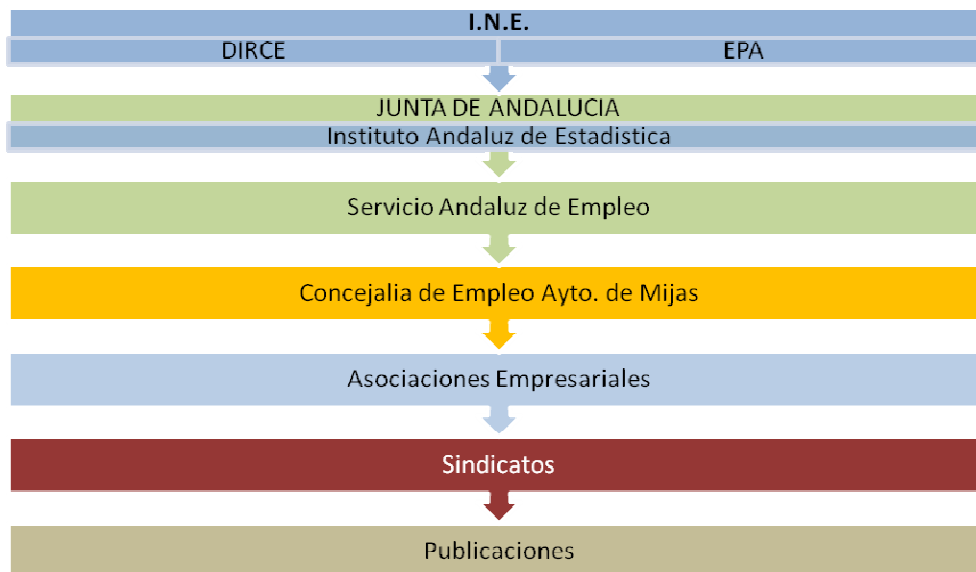 I.N.E.
DIRCE
EPA
JUNTA DE ANDALUCIA
Instituto Andaluz de Estadistica
Servicio Andaluz de Empleo
Concejalia de Empleo Ayto. de Mijas
Asociaciones Empresariales
Sindicatos
Publicaciones